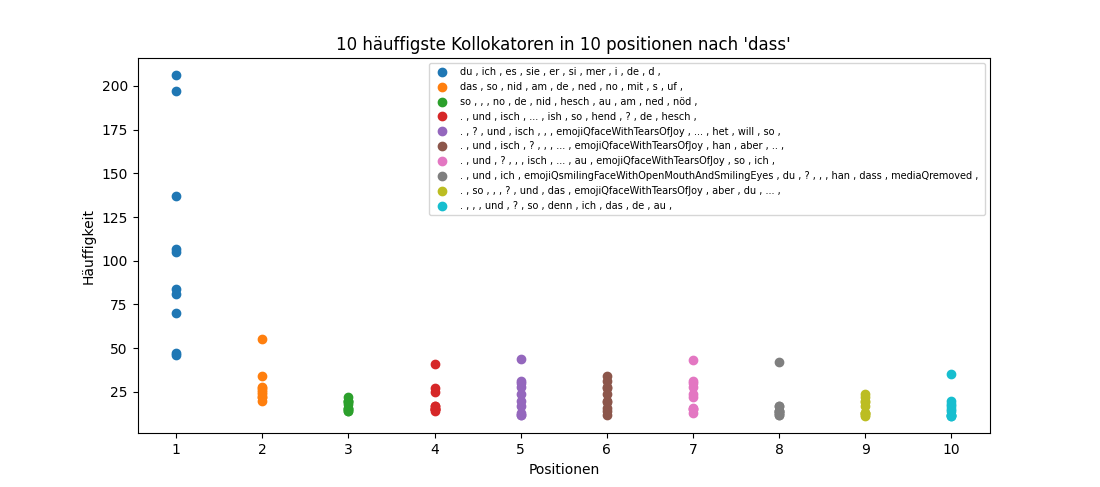 10 häuffigste Kollokatoren in 10 positionen nach 'dass'
du , ich , es , sie , er , si , mer , i , de , d ,
das , so , nid , am , de , ned , no , mit , s , uf ,
so , , , no , de , nid , hesch , au , am , ned , nöd ,
. , und , isch , ... , ish , so , hend , ? , de , hesch ,
. , ? , und , isch , , , emojiQfaceWithTearsOfJoy , ... , het , will , so ,
. , und , isch , ? , , , ... , emojiQfaceWithTearsOfJoy , han , aber , .. ,
. , und , ? , , , isch , ... , au , emojiQfaceWithTearsOfJoy , so , ich ,
. , und , ich , emojiQsmilingFaceWithOpenMouthAndSmilingEyes , du , ? , , , han , dass , mediaQremoved ,
. , so , , , ? , und , das , emojiQfaceWithTearsOfJoy , aber , du , ... ,
. , , , und , ? , so , denn , ich , das , de , au ,
Häuffigkeit
200
175
150
125
100
75
50
25
1 2 3 4 5 6 7 8 9 10
Positionen